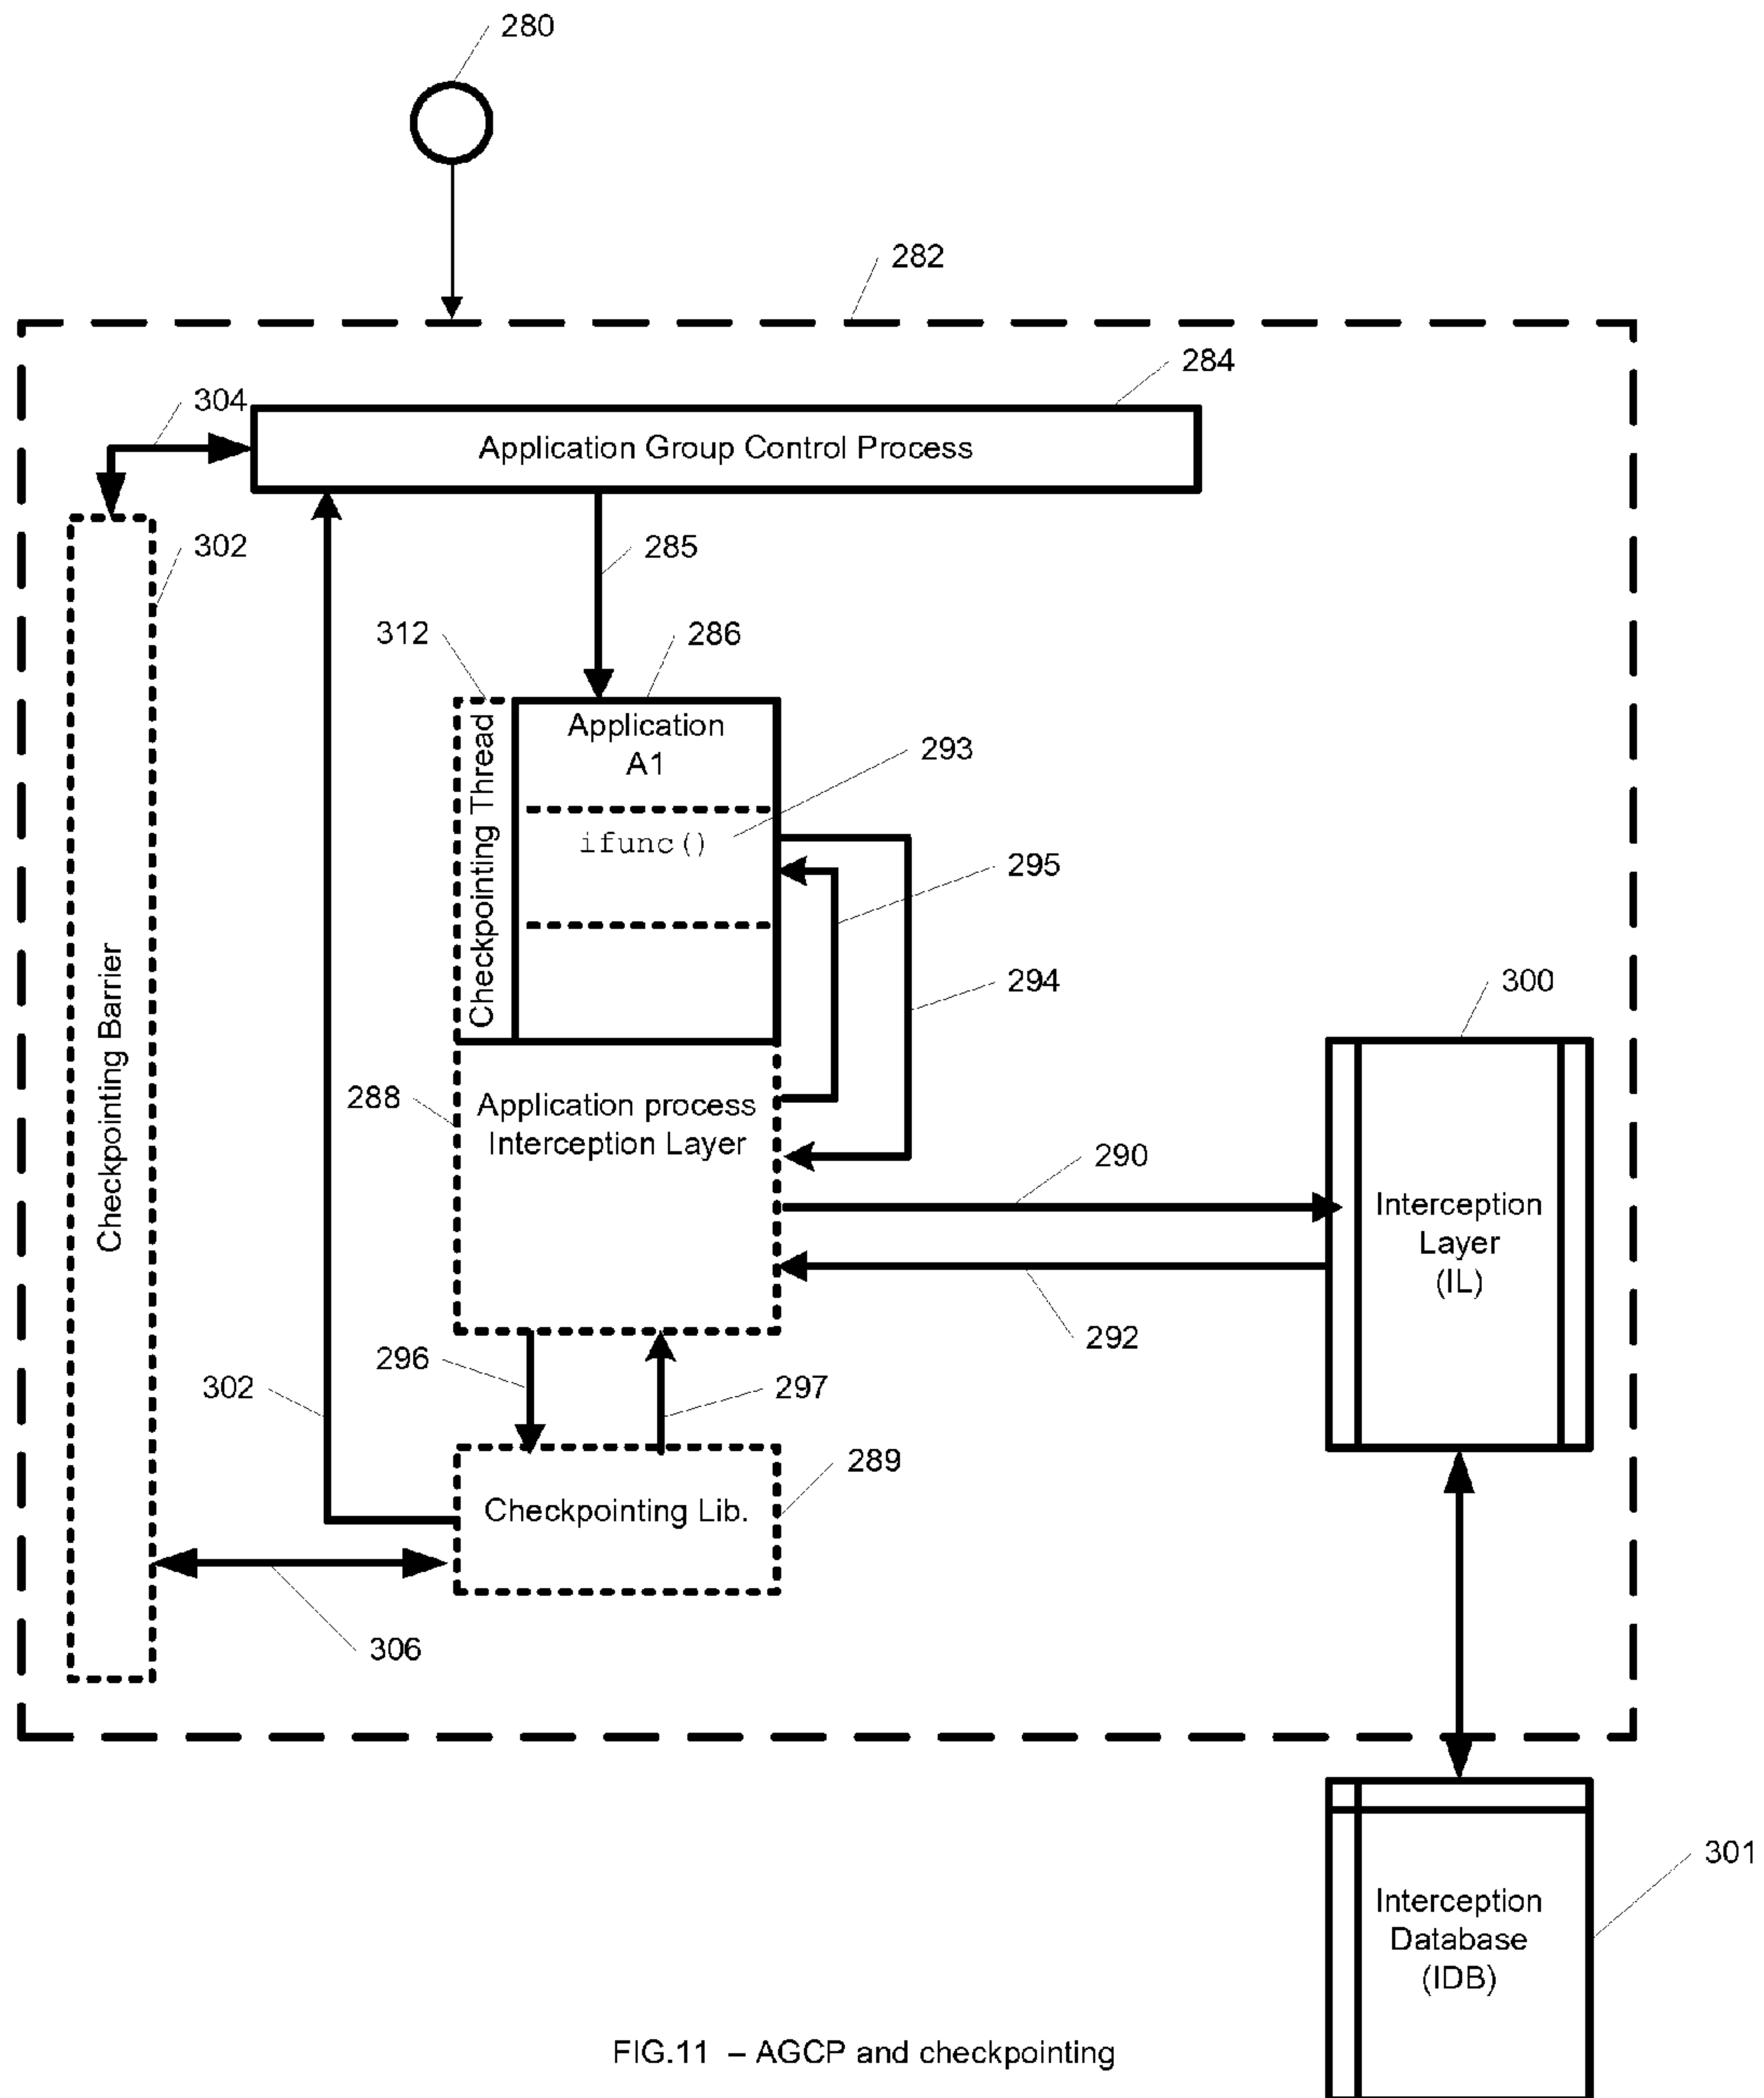 280
282
284
304
Application Group Control Process
302
285
312
286
Application
A1
293
Checkpointing Thread
ifunc()
295
294
300
Checkpointing Barrier
288
Application process
Interception Layer
290
Interception
Layer
(IL)
292
296
302
297
289
Checkpointing Lib.
306
301
Interception
Database
(IDB)
FIG.11 – AGCP and checkpointing